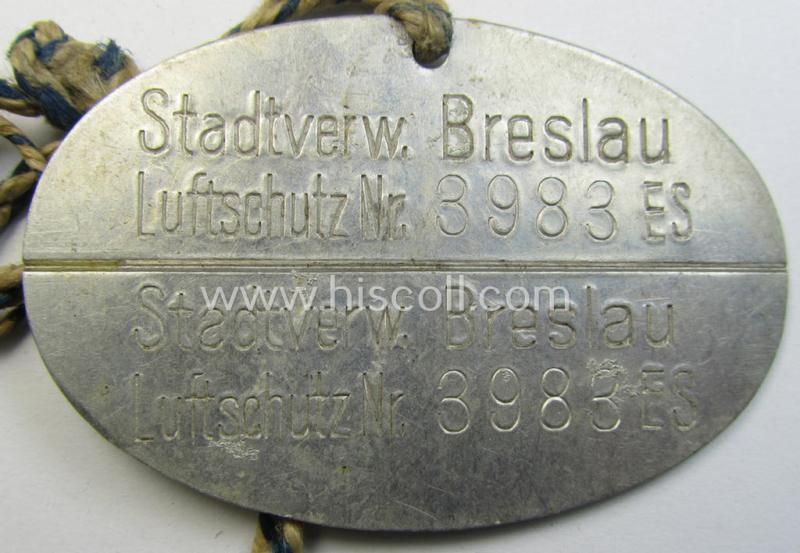 Stadtverw. Breslau
Luftschutz Nr. 3983 ES
www.hiscoll.com
Stadtverw. Breslau
Luftschutz Nr. 3983 ES